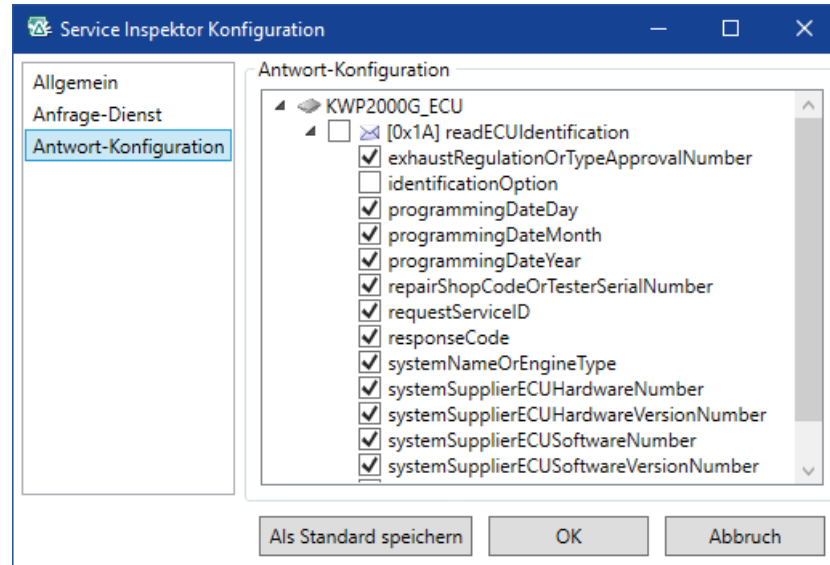 Service Inspektor Konfiguration
Allgemein
Anfrage-Dienst
Antwort-Konfiguration
Antwort-Konfiguration
KWP2000G_ECU
[0x1A] readECUIdentification
exhaustRegulationOrTypeApprovalNumber
identificationOption
programmingDateDay
programmingDateMonth
programmingDateYear
repairShopCodeOrTesterSerialNumber
requestServiceID
responseCode
systemNameOrEngineType
systemSupplierECUHardwareNumber
systemSupplierECUHardwareVersionNumber
systemSupplierECUSoftwareNumber
systemSupplierECUSoftwareVersionNumber
Als Standard speichern
OK
Abbruch